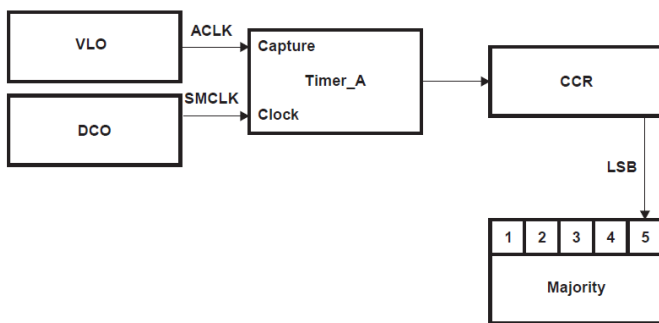 VLO
ACLK
Capture
Timer_A
SMCLK
Clock
DCO
CCR
LSB
1 2 3 4 5
Majority